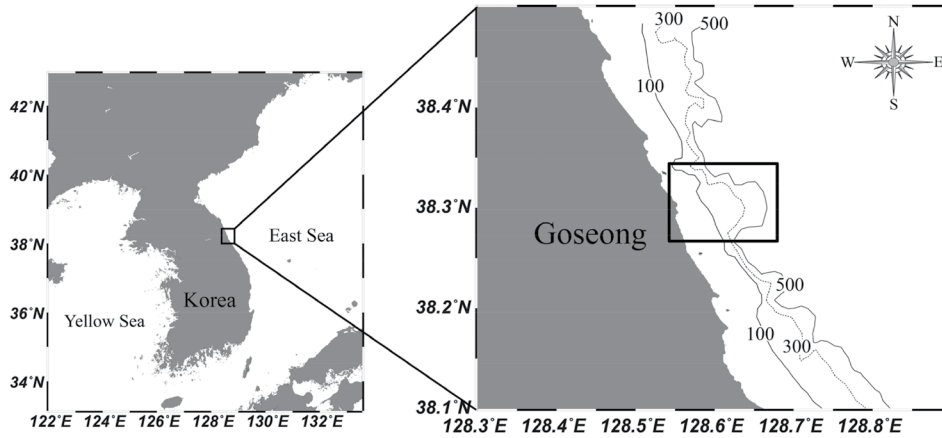 42°N
40°N
38°N
36°N
34°N
122°E 124°E 126°E 128°E 130°E 132°E
East Sea
Korea
Yellow Sea
38.4°N
38.3°N
38.2°N
38.1°N
128.3°E 128.4°E 128.5°E 128.6°E 128.7°E 128.8°E
300 500
100
N
W E
S
Goseong
500
100 300